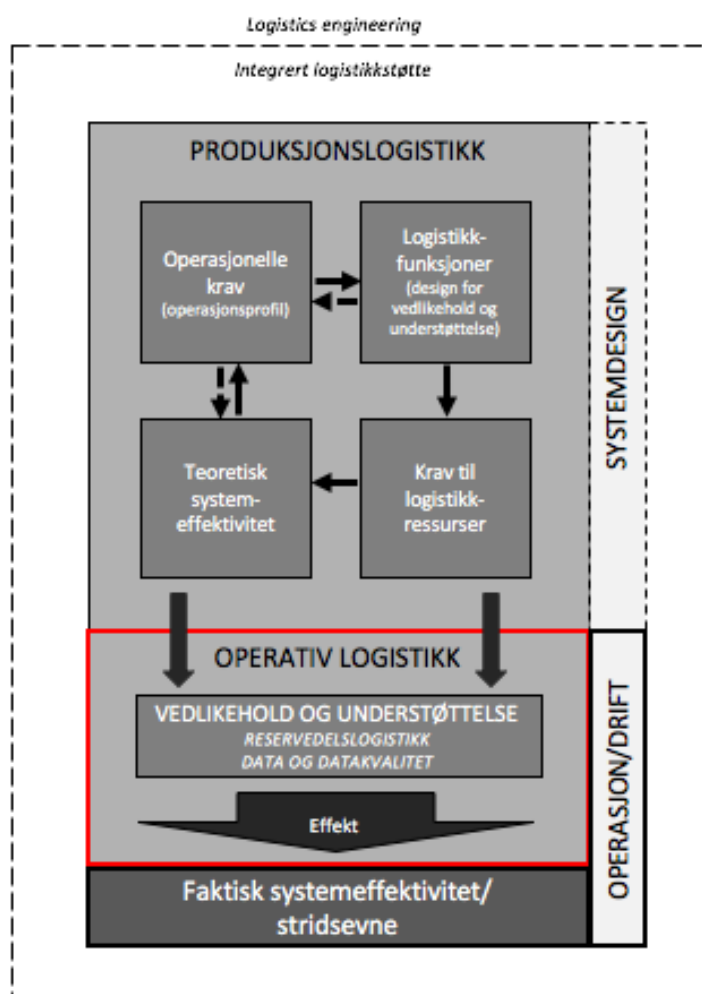 Logistics engineering
Integrert logistikkstøtte
PRODUKSJONSLOGISTIKK
Operasjonelle
krav
(operasjonsprofil)
Logistikk-
funksjoner
(design for
vedlikehold og
understøttelse)
Teoretisk
system-
effektivitet
Krav til
logistikk-
ressurser
SYSTEMDESIGN
OPERATIV LOGISTIKK
VEDLIKEHOLD OG UNDERSTØTTELSE
RESERVEDELSLOGISTIKK
DATA OG DATAKVALITET
Effekt
OPERASJON/DRIFT
Faktisk systemeffektivitet/
stridsevne